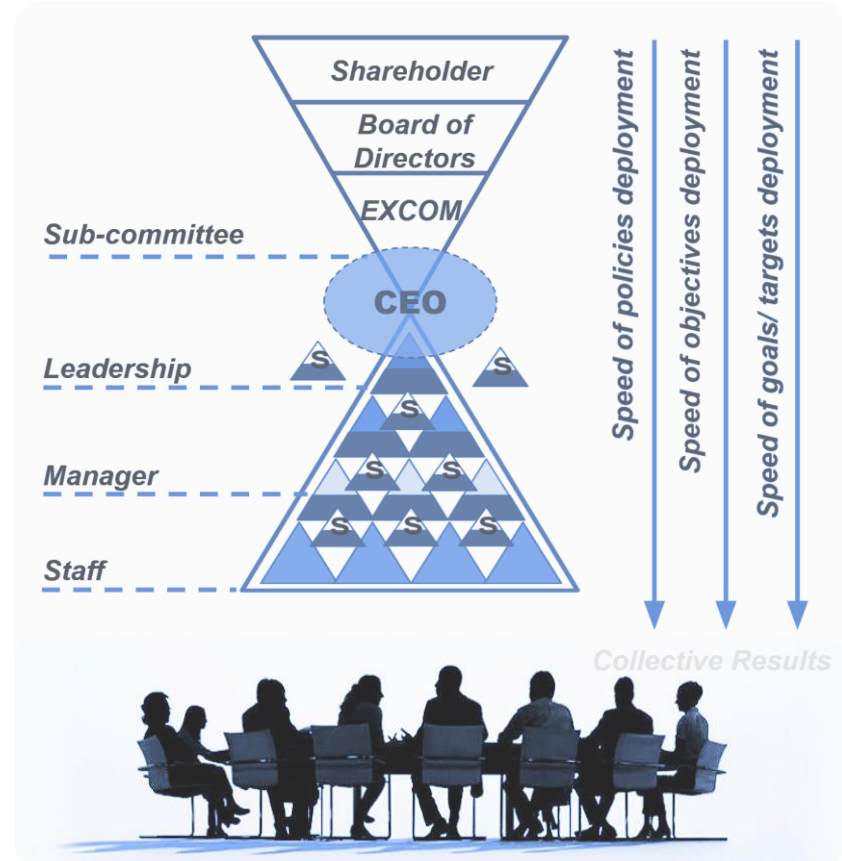 Shareholder
Board of
Directors
EXCOM
Sub-committee
CEO
Leadership
S
S
S
Manager
S
S
S
S
S
Staff
Speed of policies deployment
Speed of objectives deployment
Speed of goals/ targets deployment
Collective Results